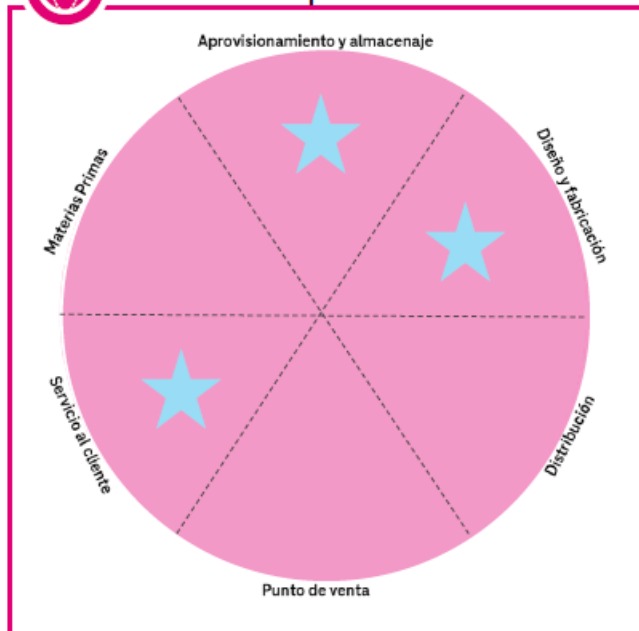 Aprovisionamiento y almacenaje
Materias Primas
Diseño y fabricación
Servicio al cliente
Distribución
Punto de venta